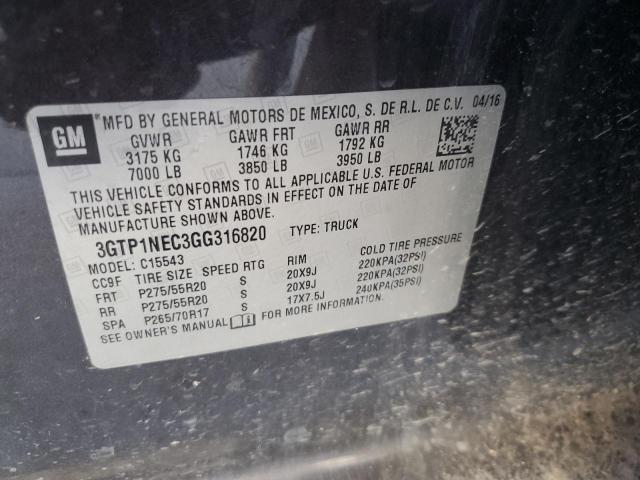 GM
*MFD BY GENERAL MOTORS DE MEXICO, S. DE R.L. DE C.V. 04/16
GVWR GAWR FRT GAWR RR
3175 KG 1746 KG 1792 KG
7000 LB 3850 LB 3950 LB
THIS VEHICLE CONFORMS TO ALL APPLICABLE U.S. FEDERAL MOTOR
VEHICLE SAFETY STANDARDS IN EFFECT ON THE DATE OF
MANUFACTURE SHOWN ABOVE.
3GTP1NEC3GG316820 TYPE: TRUCK
MODEL: C15543
CC9F TIRE SIZE SPEED RTG RIM COLD TIRE PRESSURE
FRT P275/55R20 S 20X9J 220KPA(32PSI)
RR P275/55R20 S 20X9J 220KPA(32PSI)
SPA P265/70R17 S 17X7.5J 240KPA(35PSI)
SEE OWNER'S MANUAL FOR MORE INFORMATION.